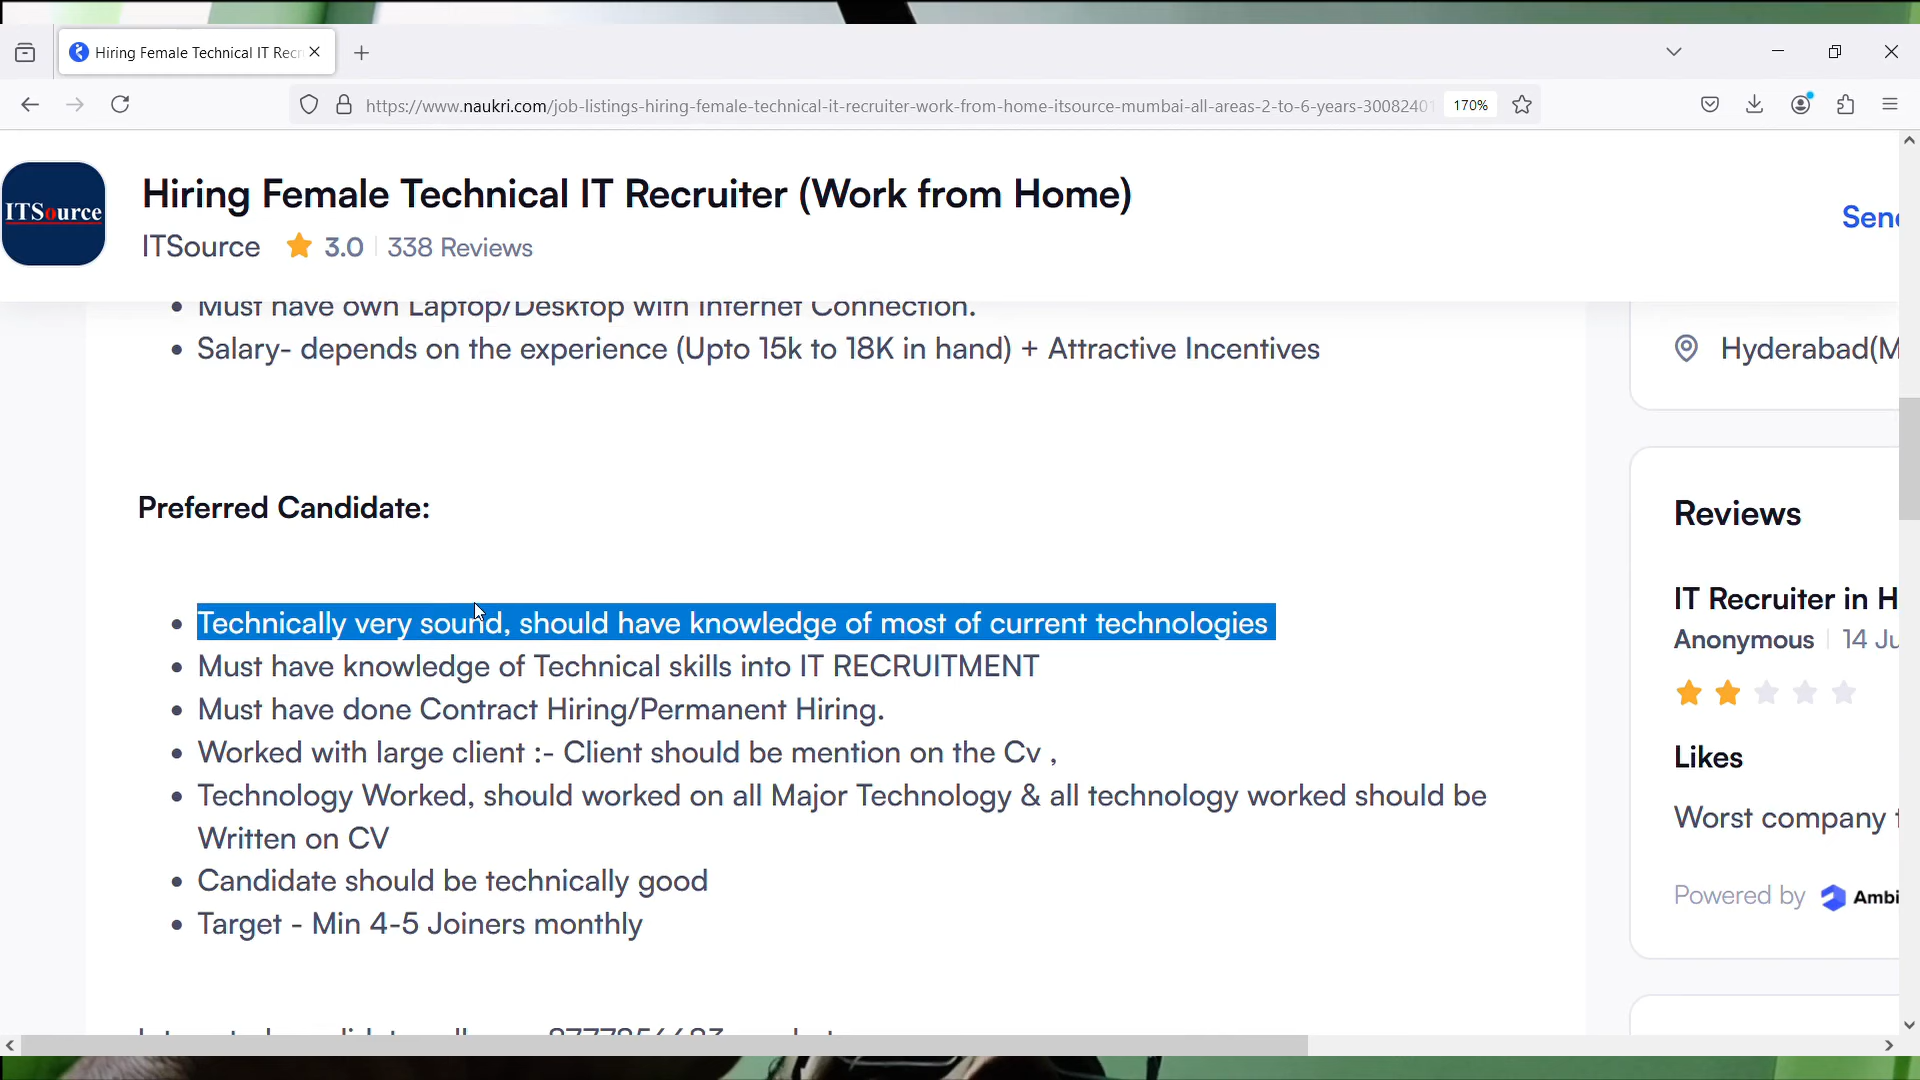 Hiring Female Technical IT Recr
https://www.naukri.com/job-listings-hiring-female-technical-it-recruiter-work-from-home-itsource-mumbai-all-areas-2-to-6-years-30082401
170%
ITSource
Hiring Female Technical IT Recruiter (Work from Home)
ITSource 3.0 338 Reviews
Send
• Must have own Laptop/Desktop with Internet Connection.
• Salary- depends on the experience (Upto 15k to 18K in hand) + Attractive Incentives
Hyderabad(M
Preferred Candidate:
• Technically very sound, should have knowledge of most of current technologies
• Must have knowledge of Technical skills into IT RECRUITMENT
• Must have done Contract Hiring/Permanent Hiring.
• Worked with large client :- Client should be mention on the Cv ,
• Technology Worked, should worked on all Major Technology & all technology worked should be
Written on CV
• Candidate should be technically good
• Target - Min 4-5 Joiners monthly
Reviews
IT Recruiter in H
Anonymous 14 Ju
Likes
Worst company
Powered by Ambi